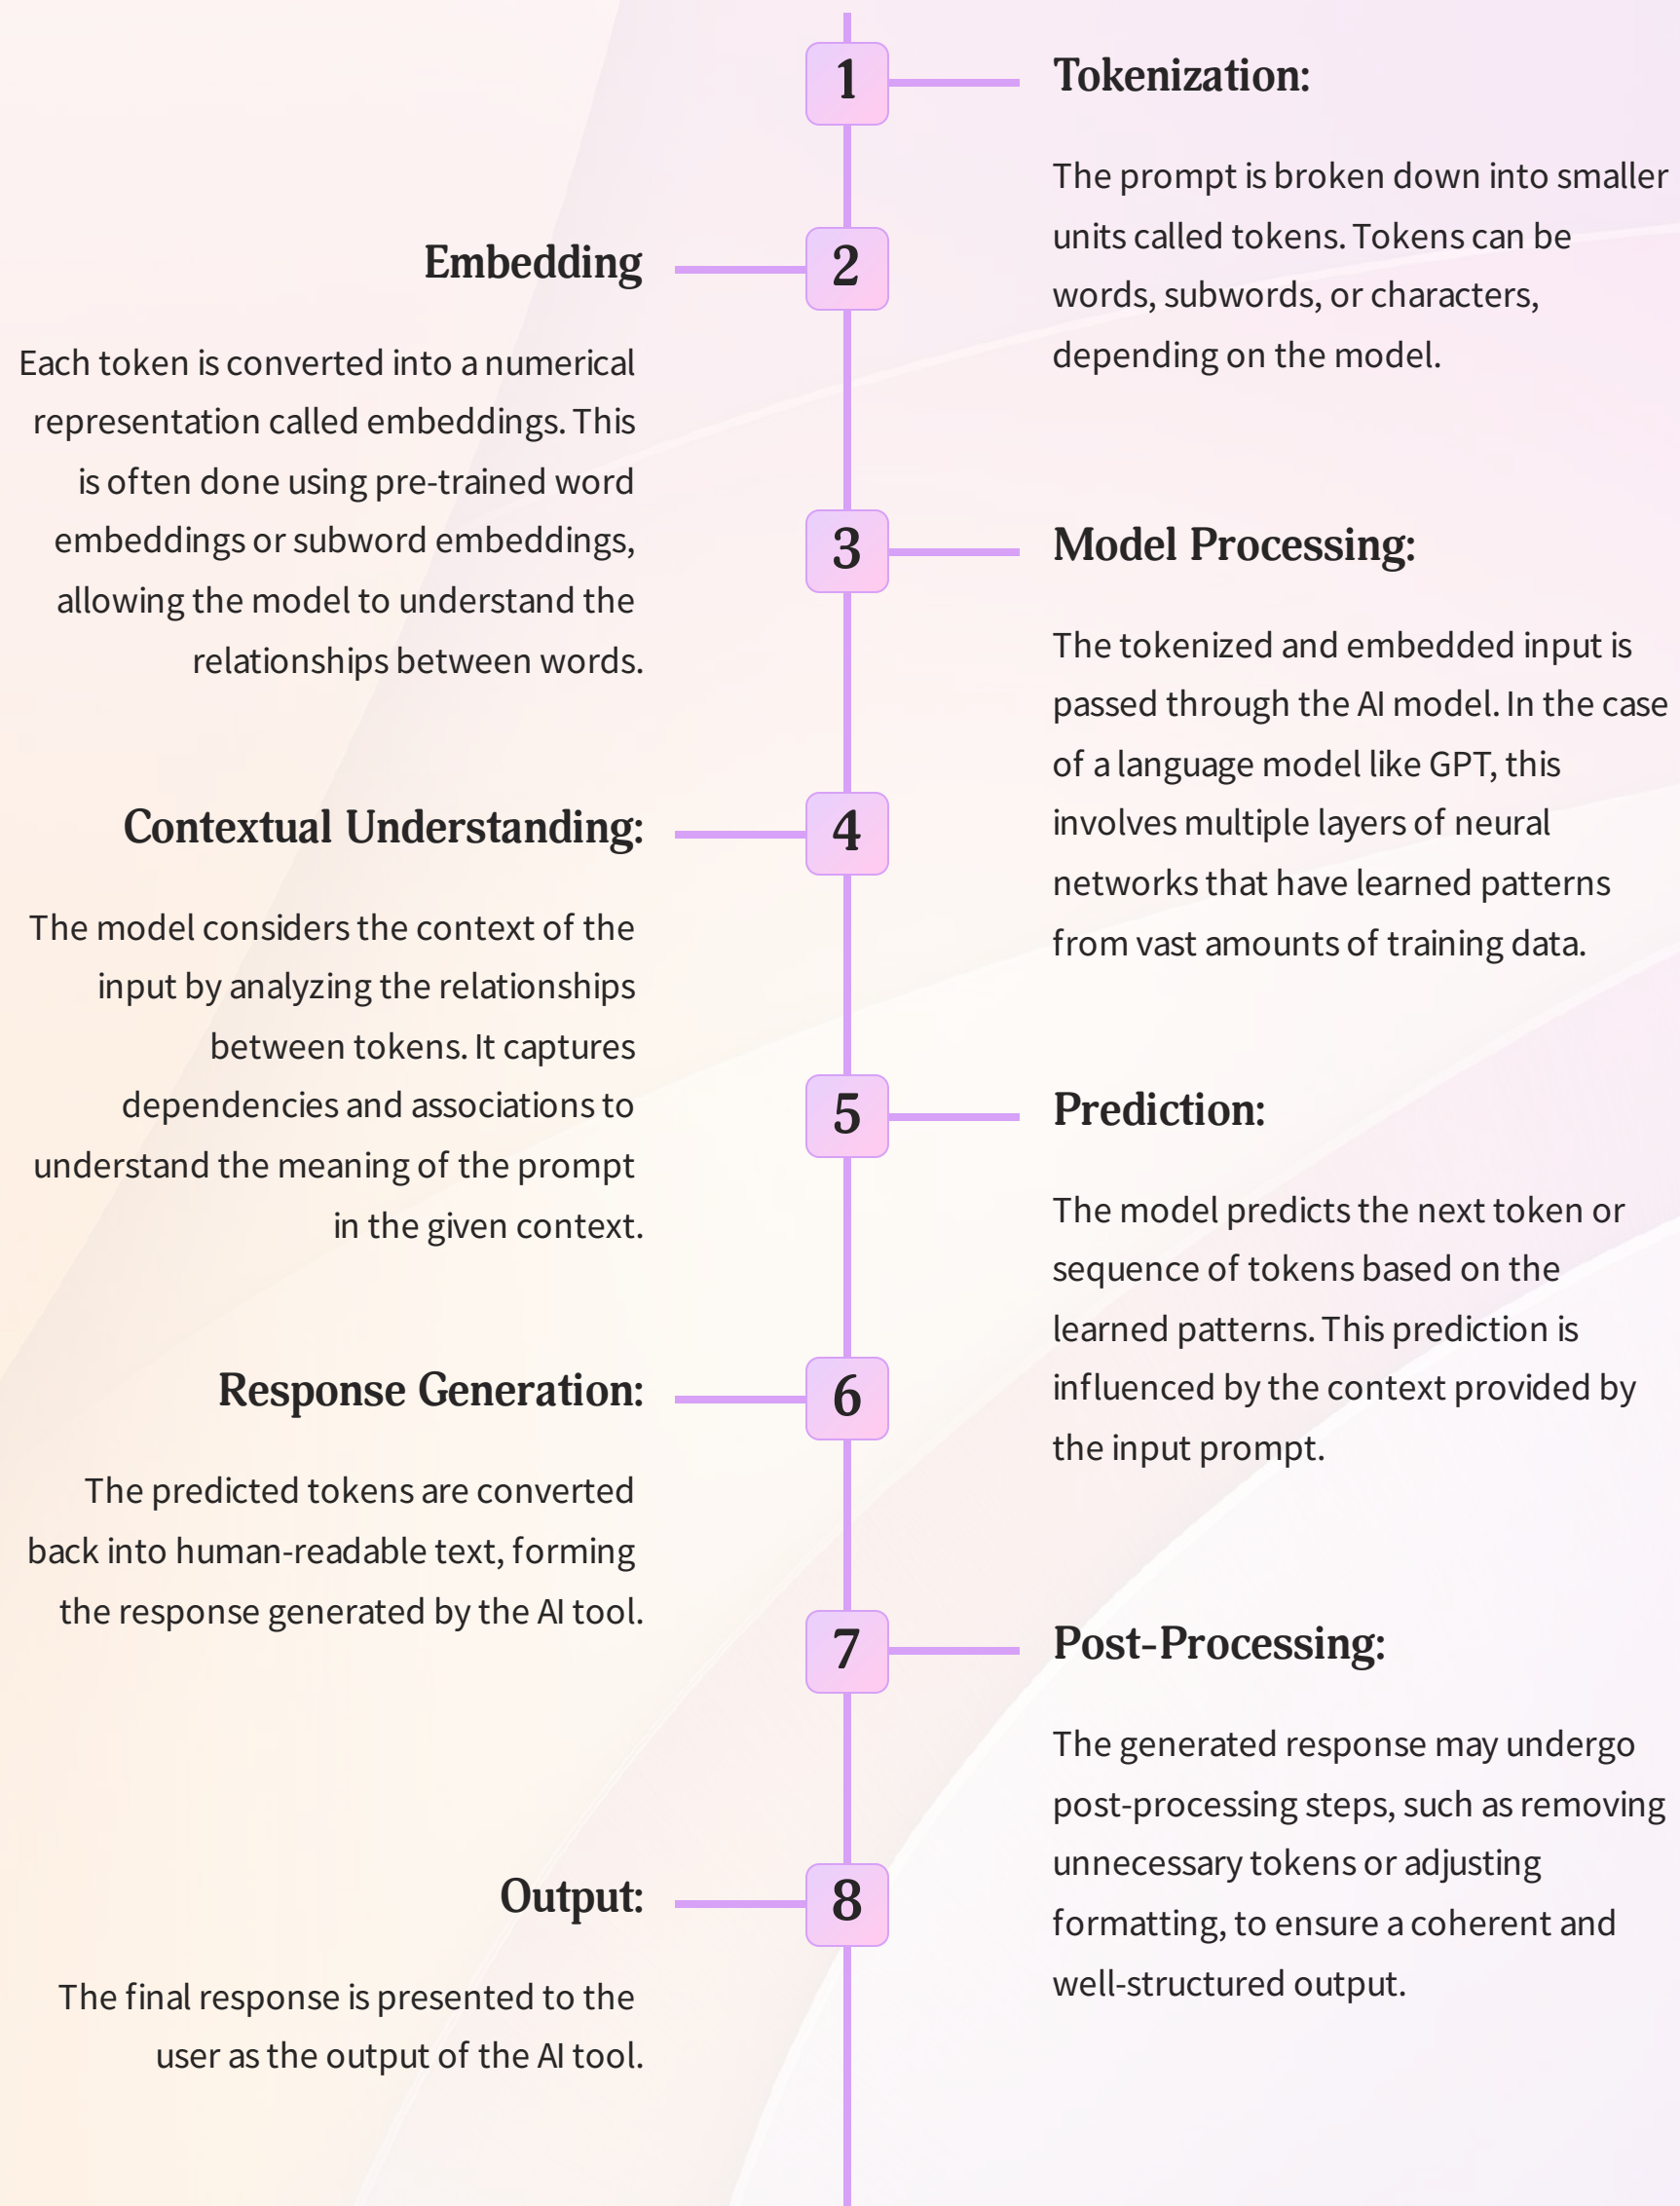 1
Tokenization:
The prompt is broken down into smaller
units called tokens. Tokens can be
words, subwords, or characters,
depending on the model.
2
Embedding
Each token is converted into a numerical
representation called embeddings. This
is often done using pre-trained word
embeddings or subword embeddings,
allowing the model to understand the
relationships between words.
3
Model Processing:
The tokenized and embedded input is
passed through the AI model. In the case
of a language model like GPT, this
involves multiple layers of neural
networks that have learned patterns
from vast amounts of training data.
4
Contextual Understanding:
The model considers the context of the
input by analyzing the relationships
between tokens. It captures
dependencies and associations to
understand the meaning of the prompt
in the given context.
5
Prediction:
The model predicts the next token or
sequence of tokens based on the
learned patterns. This prediction is
influenced by the context provided by
the input prompt.
6
Response Generation:
The predicted tokens are converted
back into human-readable text, forming
the response generated by the AI tool.
7
Post-Processing:
The generated response may undergo
post-processing steps, such as removing
unnecessary tokens or adjusting
formatting, to ensure a coherent and
well-structured output.
8
Output:
The final response is presented to the
user as the output of the AI tool.